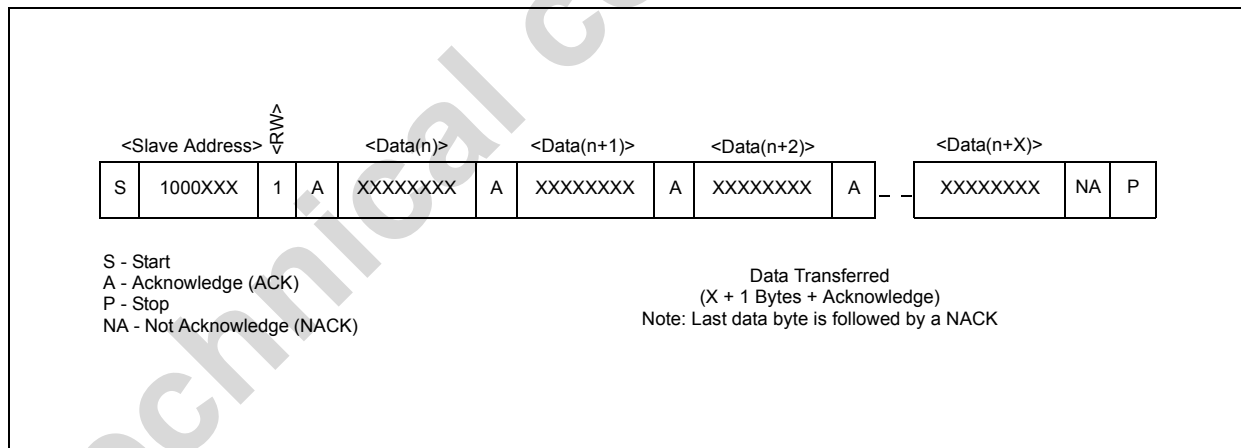 <Slave Address> <RW> <Data(n)> <Data(n+1)> <Data(n+2)> <Data(n+X)>
S 1000XXX 1 A XXXXXXXX A XXXXXXXX A XXXXXXXX A XXXXXXXX NA P
S - Start
A - Acknowledge (ACK)
P - Stop
NA - Not Acknowledge (NACK)
Data Transferred
(X + 1 Bytes + Acknowledge)
Note: Last data byte is followed by a NACK